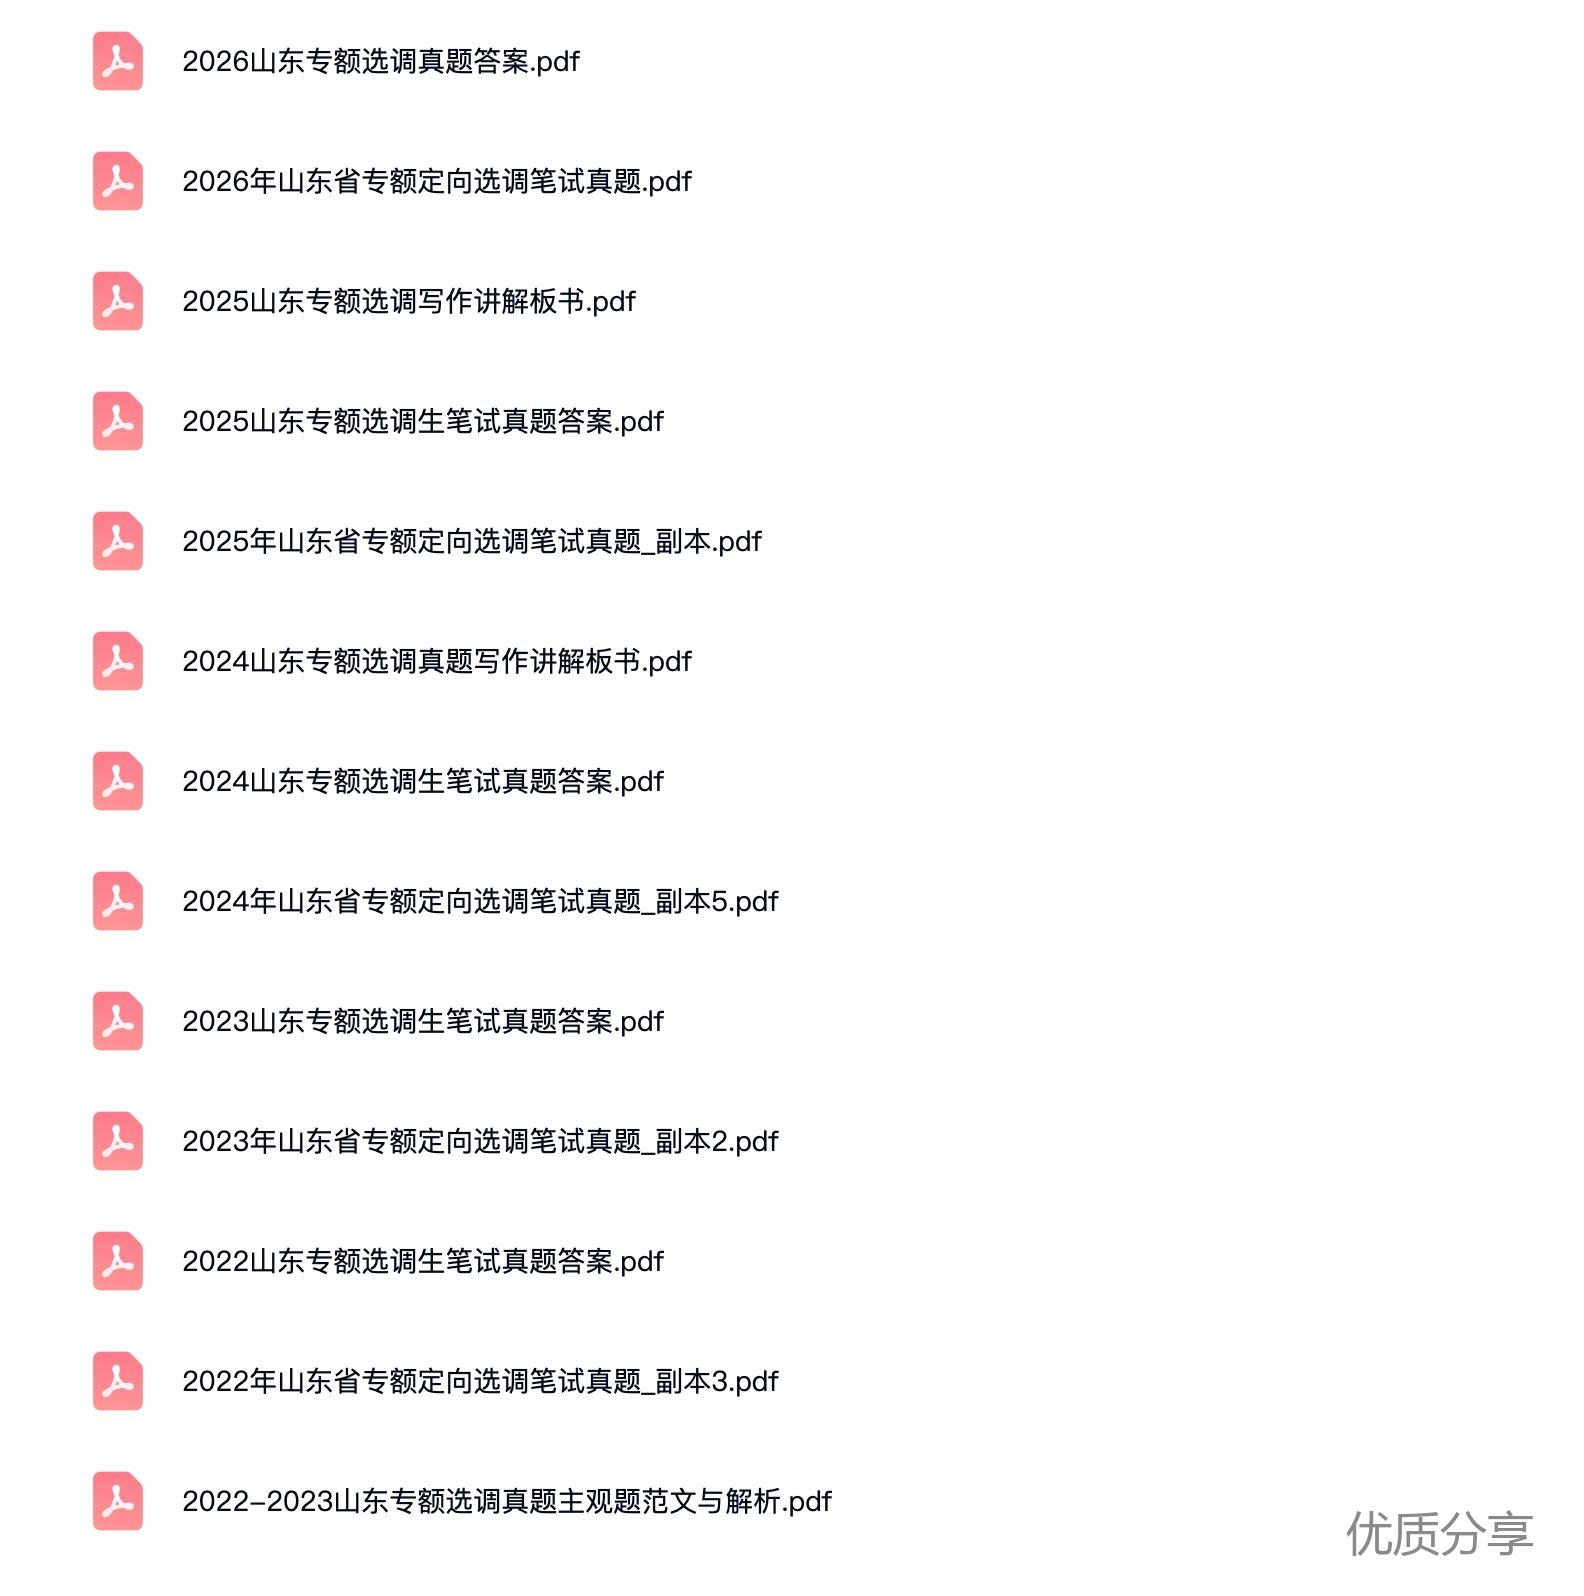 2026山东专额选调真题答案.pdf
2026年山东省专额定向选调笔试真题.pdf
2025山东专额选调写作讲解板书.pdf
2025山东专额选调生笔试真题答案.pdf
2025年山东省专额定向选调笔试真题_副本.pdf
2024山东专额选调真题写作讲解板书.pdf
2024山东专额选调生笔试真题答案.pdf
2024年山东省专额定向选调笔试真题_副本5.pdf
2023山东专额选调生笔试真题答案.pdf
2023年山东省专额定向选调笔试真题_副本2.pdf
2022山东专额选调生笔试真题答案.pdf
2022年山东省专额定向选调笔试真题_副本3.pdf
2022-2023山东专额选调真题主观题范文与解析.pdf
优质分享